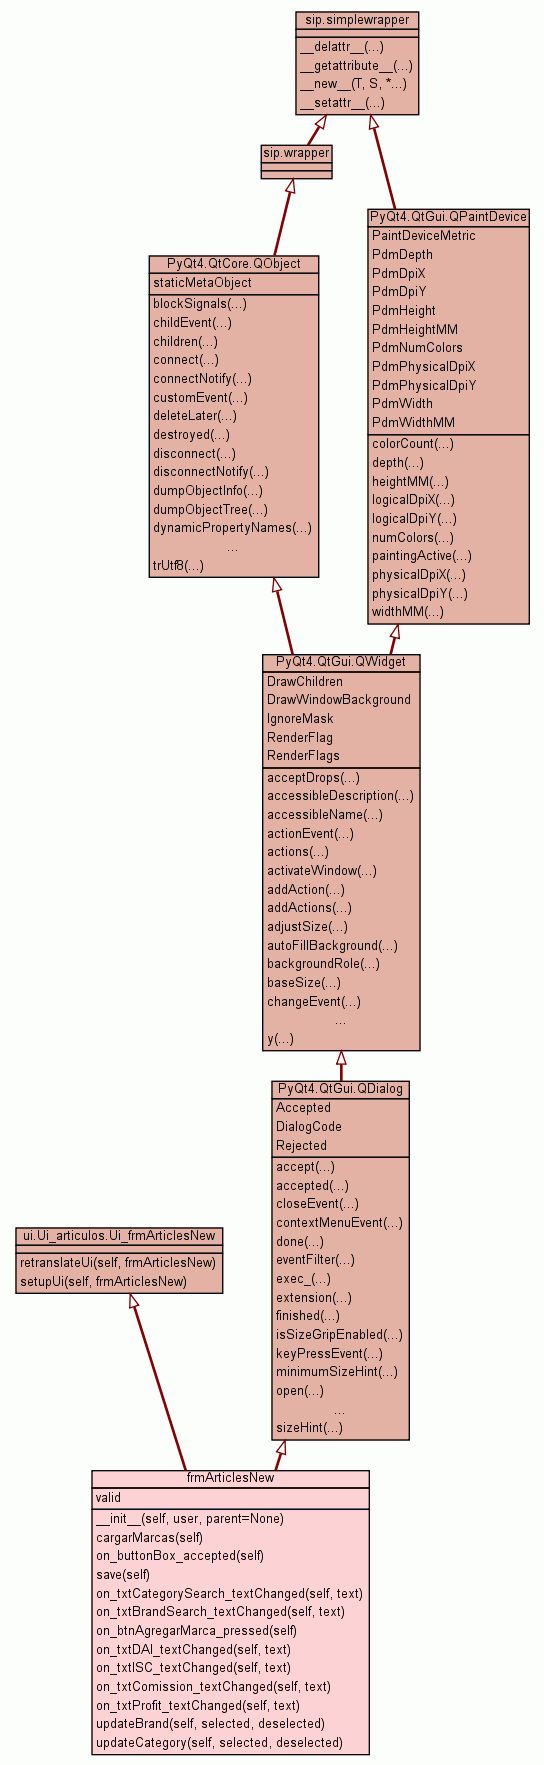 sip.simplewrapper
__delattr__(...)
__getattribute__(...)
__new__(T, S, *...)
__setattr__(...)
sip.wrapper
PyQt4.QtGui.QPaintDevice
PaintDeviceMetric
PdmDepth
PdmDpiX
PdmDpiY
PdmHeight
PdmHeightMM
PdmNumColors
PdmPhysicalDpiX
PdmPhysicalDpiY
PdmWidth
PdmWidthMM
colorCount(...)
depth(...)
heightMM(...)
logicalDpiX(...)
logicalDpiY(...)
numColors(...)
paintingActive(...)
physicalDpiX(...)
physicalDpiY(...)
widthMM(...)
PyQt4.QtCore.QObject
staticMetaObject
blockSignals(...)
childEvent(...)
children(...)
connect(...)
connectNotify(...)
customEvent(...)
deleteLater(...)
destroyed(...)
disconnect(...)
disconnectNotify(...)
dumpObjectInfo(...)
dumpObjectTree(...)
dynamicPropertyNames(...)
...
trUtf8(...)
PyQt4.QtGui.QWidget
DrawChildren
DrawWindowBackground
IgnoreMask
RenderFlag
RenderFlags
acceptDrops(...)
accessibleDescription(...)
accessibleName(...)
actionEvent(...)
actions(...)
activateWindow(...)
addAction(...)
addActions(...)
adjustSize(...)
autoFillBackground(...)
backgroundRole(...)
baseSize(...)
changeEvent(...)
...
y(...)
PyQt4.QtGui.QDialog
Accepted
DialogCode
Rejected
accept(...)
accepted(...)
closeEvent(...)
contextMenuEvent(...)
done(...)
eventFilter(...)
exec_(...)
extension(...)
finished(...)
isSizeGripEnabled(...)
keyPressEvent(...)
minimumSizeHint(...)
open(...)
...
sizeHint(...)
ui.Ui_articulos.Ui_frmArticlesNew
retranslateUi(self, frmArticlesNew)
setupUi(self, frmArticlesNew)
frmArticlesNew
valid
__init__(self, user, parent=None)
cargarMarcas(self)
on_buttonBox_accepted(self)
save(self)
on_txtCategorySearch_textChanged(self, text)
on_txtBrandSearch_textChanged(self, text)
on_btnAgregarMarca_pressed(self)
on_txtDAI_textChanged(self, text)
on_txtISC_textChanged(self, text)
on_txtComission_textChanged(self, text)
on_txtProfit_textChanged(self, text)
updateBrand(self, selected, deselected)
updateCategory(self, selected, deselected)